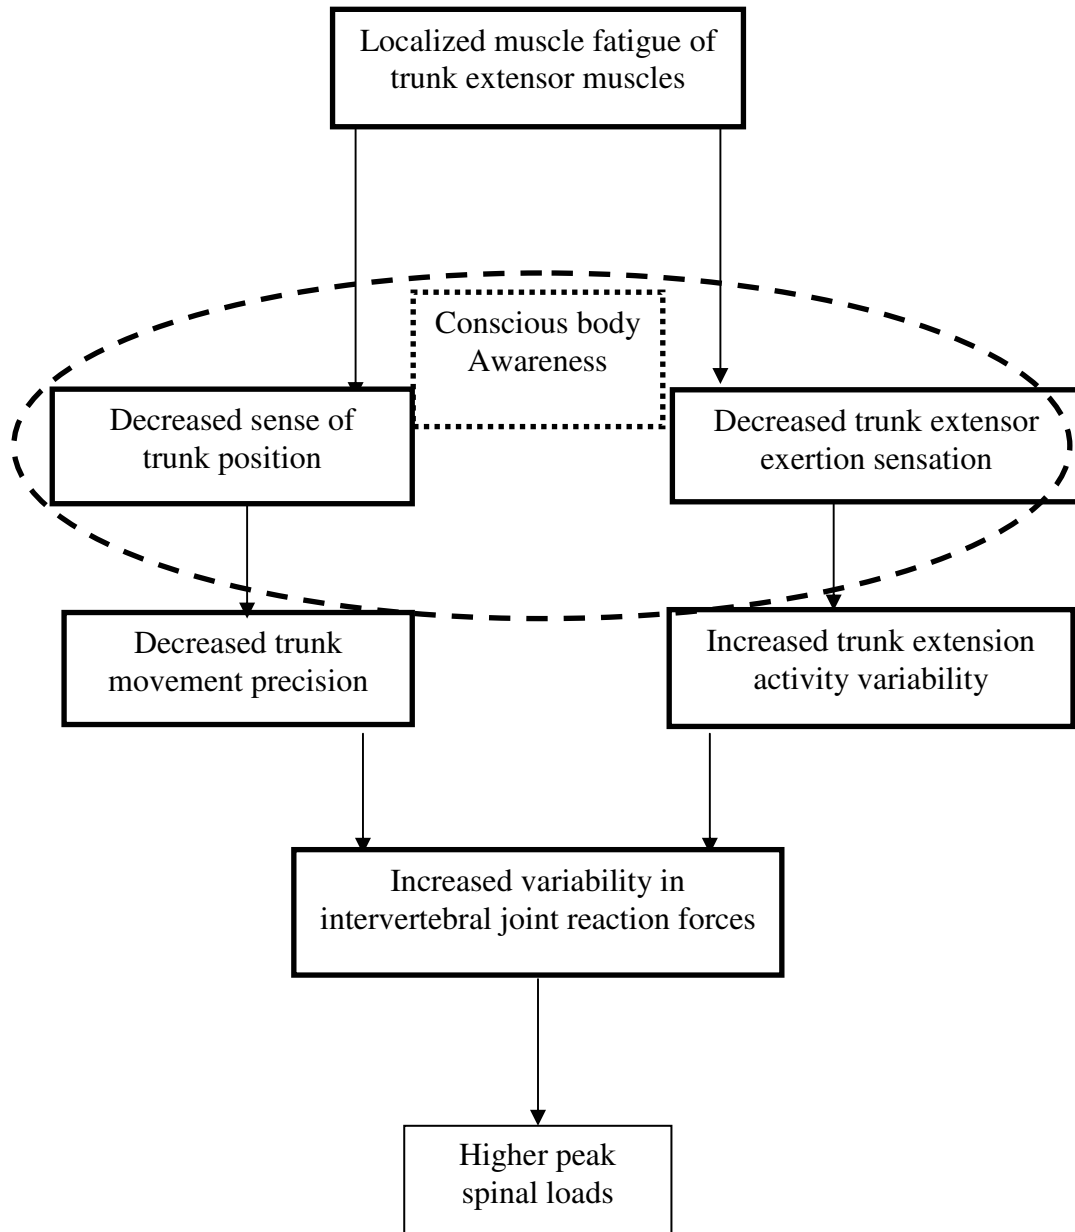 Localized muscle fatigue of
trunk extensor muscles
Conscious body
Awareness
Decreased sense of
trunk position
Decreased trunk extensor
exertion sensation
Decreased trunk
movement precision
Increased trunk extension
activity variability
Increased variability in
intervertebral joint reaction forces
Higher peak
spinal loads